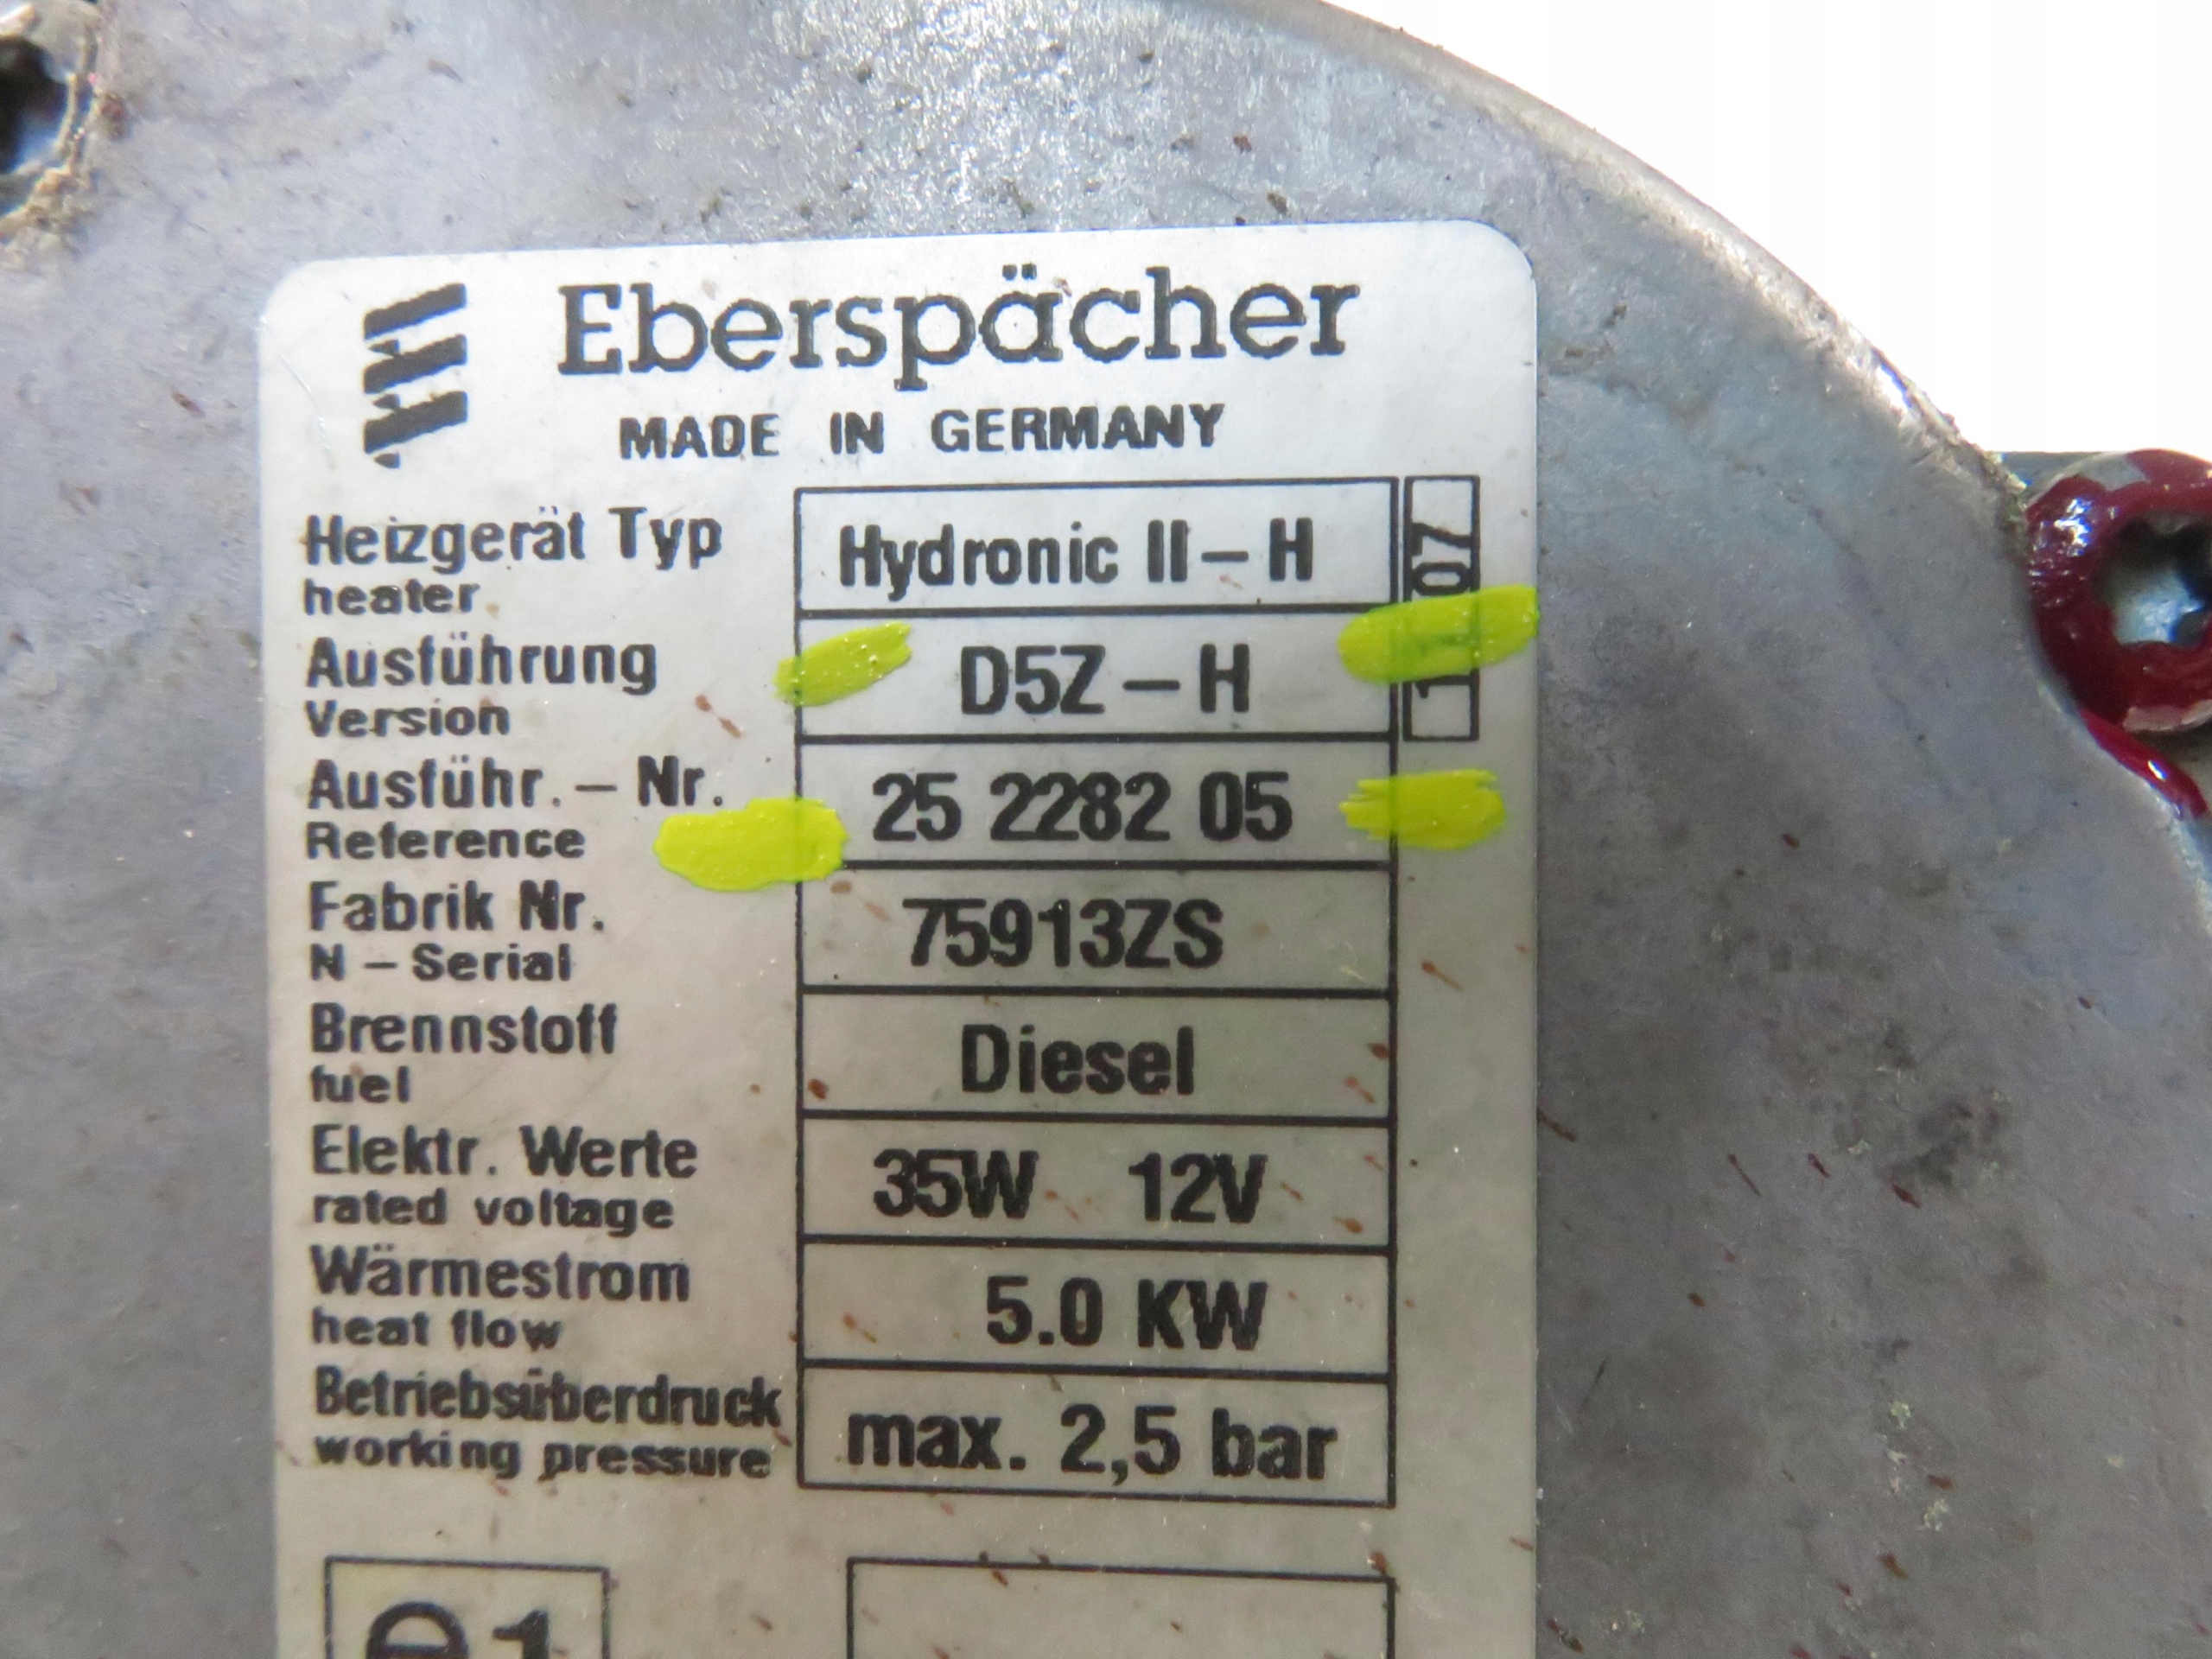 Eberspächer
MADE IN GERMANY
Heizgerät Typ
heater
Hydronic II – H
07
Ausführung
Version
D5Z – H
Ausführ. – Nr.
Reference
25 2282 05
Fabrik Nr.
N – Serial
75913ZS
Brennstoff
fuel
Diesel
Elektr. Werte
rated voltage
35W 12V
Wärmestrom
heat flow
5.0 KW
Betriebsüberdruck
working pressure
max. 2,5 bar
e1